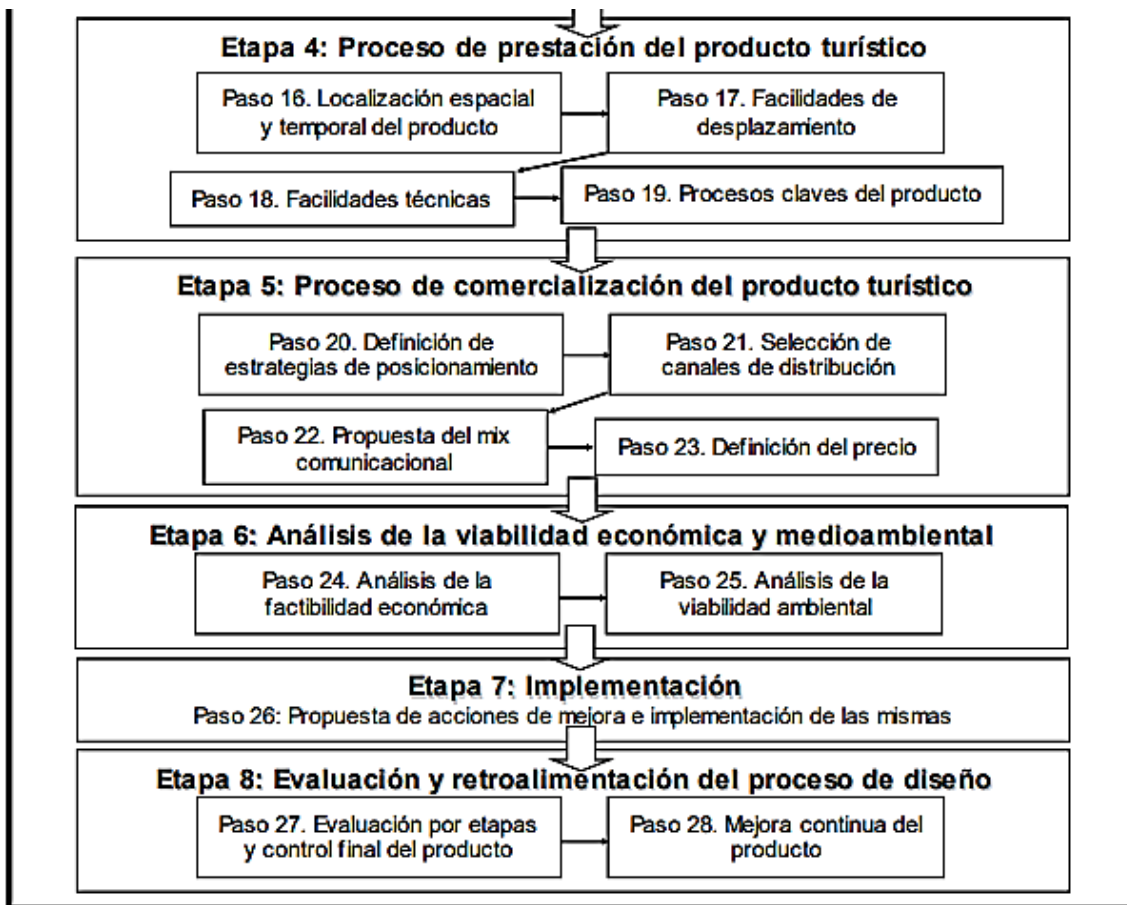 Etapa 4: Proceso de prestación del producto turístico
Paso 16. Localización espacial
y temporal del producto
Paso 17. Facilidades de
desplazamiento
Paso 18. Facilidades técnicas
Paso 19. Procesos claves del producto
Etapa 5: Proceso de comercialización del producto turístico
Paso 20. Definición de
estrategias de posicionamiento
Paso 21. Selección de
canales de distribución
Paso 22. Propuesta del mix
comunicacional
Paso 23. Definición del precio
Etapa 6: Análisis de la viabilidad económica y medioambiental
Paso 24. Análisis de la
factibilidad económica
Paso 25. Análisis de la
viabilidad ambiental
Etapa 7: Implementación
Paso 26: Propuesta de acciones de mejora e implementación de las mismas
Etapa 8: Evaluación y retroalimentación del proceso de diseño
Paso 27. Evaluación por etapas
y control final del producto
Paso 28. Mejora continua del
producto